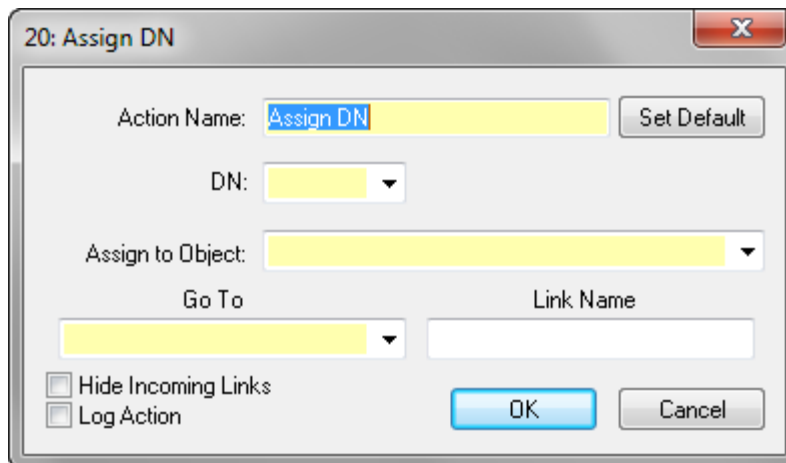 20: Assign DN
Action Name: Assign DN Set Default
DN:
Assign to Object:
Go To Link Name
Hide Incoming Links
Log Action
OK Cancel